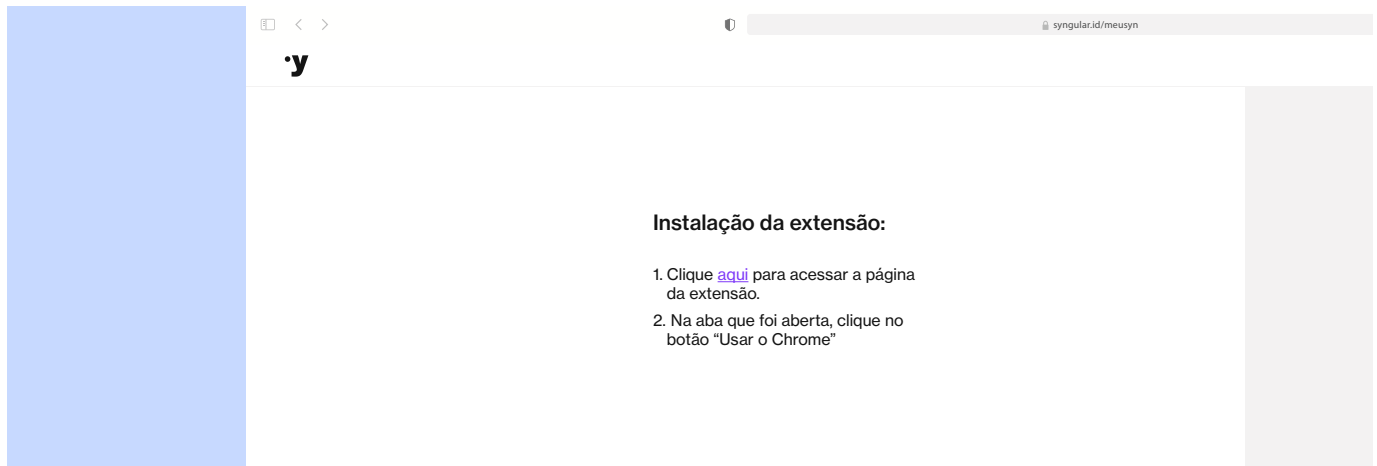 syngular.id/meusyn
·y
Instalação da extensão:
1. Clique aqui para acessar a página
da extensão.
2. Na aba que foi aberta, clique no
botão “Usar o Chrome”